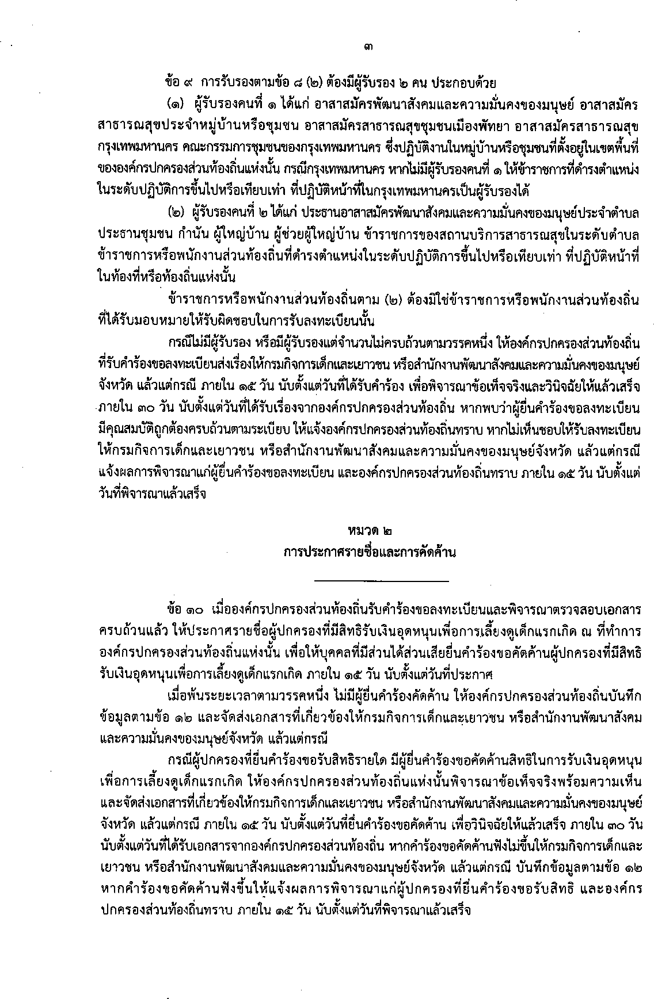 ๓
ข้อ ๙ การรับรองตามข้อ ๘ (๒) ต้องมีผู้รับรอง ๒ คน ประกอบด้วย
(๑) ผู้รับรองคนที่ ๑ ได้แก่ อาสาสมัครพัฒนาสังคมและความมั่นคงของมนุษย์ อาสาสมัคร
สาธารณสุขประจำหมู่บ้านหรือชุมชน อาสาสมัครสาธารณสุขชุมชนเมืองพัทยา อาสาสมัครสาธารณสุข
กรุงเทพมหานคร คณะกรรมการชุมชนของกรุงเทพมหานคร ซึ่งปฏิบัติงานในหมู่บ้านหรือชุมชนที่ตั้งอยู่ในเขตพื้นที่
ขององค์กรปกครองส่วนท้องถิ่นแห่งนั้น กรณีกรุงเทพมหานคร หากไม่มีผู้รับรองคนที่ ๑ ให้ข้าราชการที่ดำรงตำแหน่ง
ในระดับปฏิบัติการขึ้นไปหรือเทียบเท่า ที่ปฏิบัติหน้าที่ในกรุงเทพมหานครเป็นผู้รับรองได้
(๒) ผู้รับรองคนที่ ๒ ได้แก่ ประธานอาสาสมัครพัฒนาสังคมและความมั่นคงของมนุษย์ประจำตำบล
ประธานชุมชน กำนัน ผู้ใหญ่บ้าน ผู้ช่วยผู้ใหญ่บ้าน ข้าราชการของสถานบริการสาธารณสุขในระดับตำบล
ข้าราชการหรือพนักงานส่วนท้องถิ่นที่ดำรงตำแหน่งในระดับปฏิบัติการขึ้นไปหรือเทียบเท่า ที่ปฏิบัติหน้าที่
ในท้องที่หรือท้องถิ่นแห่งนั้น
ข้าราชการหรือพนักงานส่วนท้องถิ่นตาม (๒) ต้องมิใช่ข้าราชการหรือพนักงานส่วนท้องถิ่น
ที่ได้รับมอบหมายให้รับผิดชอบในการรับลงทะเบียนนั้น
กรณีไม่มีผู้รับรอง หรือมีผู้รับรองแต่จำนวนไม่ครบถ้วนตามวรรคหนึ่ง ให้องค์กรปกครองส่วนท้องถิ่น
ที่รับคำร้องขอลงทะเบียนส่งเรื่องให้กรมกิจการเด็กและเยาวชน หรือสำนักงานพัฒนาสังคมและความมั่นคงของมนุษย์
จังหวัด แล้วแต่กรณี ภายใน ๑๕ วัน นับตั้งแต่วันที่ได้รับคำร้อง เพื่อพิจารณาข้อเท็จจริงและวินิจฉัยให้แล้วเสร็จ
ภายใน ๓๐ วัน นับตั้งแต่วันที่ได้รับเรื่องจากองค์กรปกครองส่วนท้องถิ่น หากพบว่าผู้ยื่นคำร้องขอลงทะเบียน
มีคุณสมบัติถูกต้องครบถ้วนตามระเบียบ ให้แจ้งองค์กรปกครองส่วนท้องถิ่นทราบ หากไม่เห็นชอบให้รับลงทะเบียน
ให้กรมกิจการเด็กและเยาวชน หรือสำนักงานพัฒนาสังคมและความมั่นคงของมนุษย์จังหวัด แล้วแต่กรณี
แจ้งผลการพิจารณาแก่ผู้ยื่นคำร้องขอลงทะเบียน และองค์กรปกครองส่วนท้องถิ่นทราบ ภายใน ๑๕ วัน นับตั้งแต่
วันที่พิจารณาแล้วเสร็จ
หมวด ๒
การประกาศรายชื่อและการคัดค้าน
ข้อ ๑๐ เมื่อองค์กรปกครองส่วนท้องถิ่นรับคำร้องขอลงทะเบียนและพิจารณาตรวจสอบเอกสาร
ครบถ้วนแล้ว ให้ประกาศรายชื่อผู้ปกครองที่มีสิทธิรับเงินอุดหนุนเพื่อการเลี้ยงดูเด็กแรกเกิด ณ ที่ทำการ
องค์กรปกครองส่วนท้องถิ่นแห่งนั้น เพื่อให้บุคคลที่มีส่วนได้ส่วนเสียยื่นคำร้องขอคัดค้านผู้ปกครองที่มีสิทธิ
รับเงินอุดหนุนเพื่อการเลี้ยงดูเด็กแรกเกิด ภายใน ๑๕ วัน นับตั้งแต่วันที่ประกาศ
เมื่อพ้นระยะเวลาตามวรรคหนึ่ง ไม่มีผู้ยื่นคำร้องคัดค้าน ให้องค์กรปกครองส่วนท้องถิ่นบันทึก
ข้อมูลตามข้อ ๑๒ และจัดส่งเอกสารที่เกี่ยวข้องให้กรมกิจการเด็กและเยาวชน หรือสำนักงานพัฒนาสังคม
และความมั่นคงของมนุษย์จังหวัด แล้วแต่กรณี
กรณีผู้ปกครองที่ยื่นคำร้องขอรับสิทธิรายใด มีผู้ยื่นคำร้องขอคัดค้านสิทธิในการรับเงินอุดหนุน
เพื่อการเลี้ยงดูเด็กแรกเกิด ให้องค์กรปกครองส่วนท้องถิ่นแห่งนั้นพิจารณาข้อเท็จจริงพร้อมความเห็น
และจัดส่งเอกสารที่เกี่ยวข้องให้กรมกิจการเด็กและเยาวชน หรือสำนักงานพัฒนาสังคมและความมั่นคงของมนุษย์
จังหวัด แล้วแต่กรณี ภายใน ๑๕ วัน นับตั้งแต่วันที่ยื่นคำร้องขอคัดค้าน เพื่อวินิจฉัยให้แล้วเสร็จ ภายใน ๓๐ วัน
นับตั้งแต่วันที่ได้รับเอกสารจากองค์กรปกครองส่วนท้องถิ่น หากคำร้องขอคัดค้านฟังไม่ขึ้นให้กรมกิจการเด็กและ
เยาวชน หรือสำนักงานพัฒนาสังคมและความมั่นคงของมนุษย์จังหวัด แล้วแต่กรณี บันทึกข้อมูลตามข้อ ๑๒
หากคำร้องขอคัดค้านฟังขึ้นให้แจ้งผลการพิจารณาแก่ผู้ปกครองที่ยื่นคำร้องขอรับสิทธิ และองค์กร
ปกครองส่วนท้องถิ่นทราบ ภายใน ๑๕ วัน นับตั้งแต่วันที่พิจารณาแล้วเสร็จ